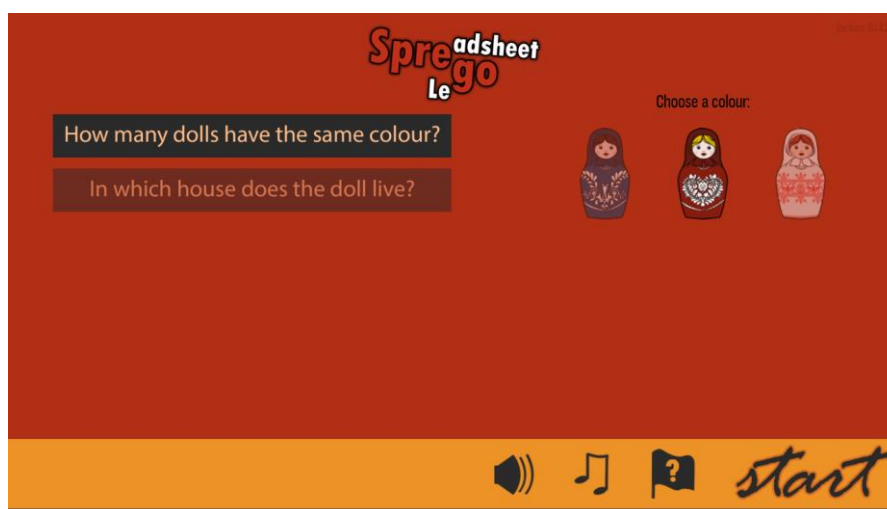 Spreadsheet
Lego
Choose a colour:
How many dolls have the same colour?
In which house does the doll live?
?
start